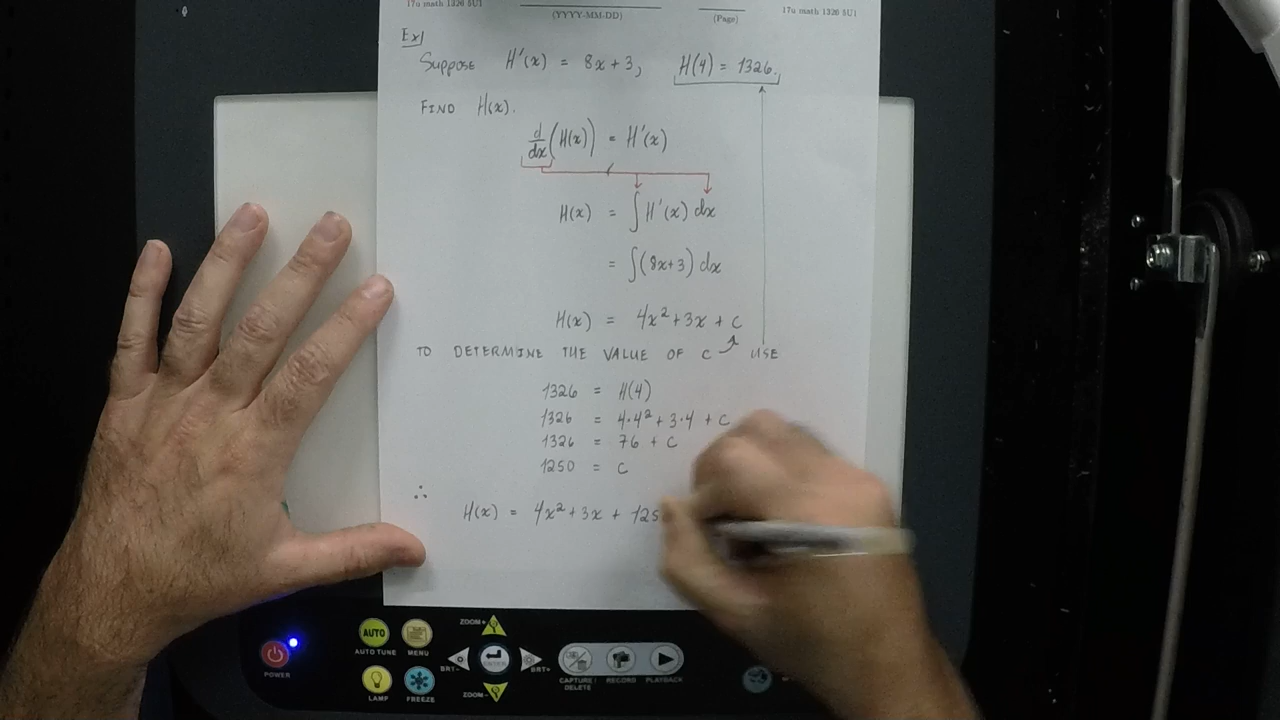 17u math 1326 5U1
(YYYY-MM-DD)
(Page)
17u math 1326 5U1
Ex1
SUPPOSE H'(x) = 8x+3, H(4) = 1326.
FIND H(x).
d/dx (H(x)) = H'(x)
H(x) = ∫H'(x) dx
= ∫(8x+3) dx
H(x) = 4x²+3x + C
TO DETERMINE THE VALUE OF C USE
1326 = H(4)
1326 = 4·4² + 3·4 + C
1326 = 76 + C
1250 = C
∴
H(x) = 4x²+3x + 125
POWER
AUTO
AUTO TUNE
MENU
LAMP
FREEZE
ZOOM+
BRT-
ENTER
BRT+
ZOOM-
CAPTURE/
DELETE
RECORD
PLAYBACK